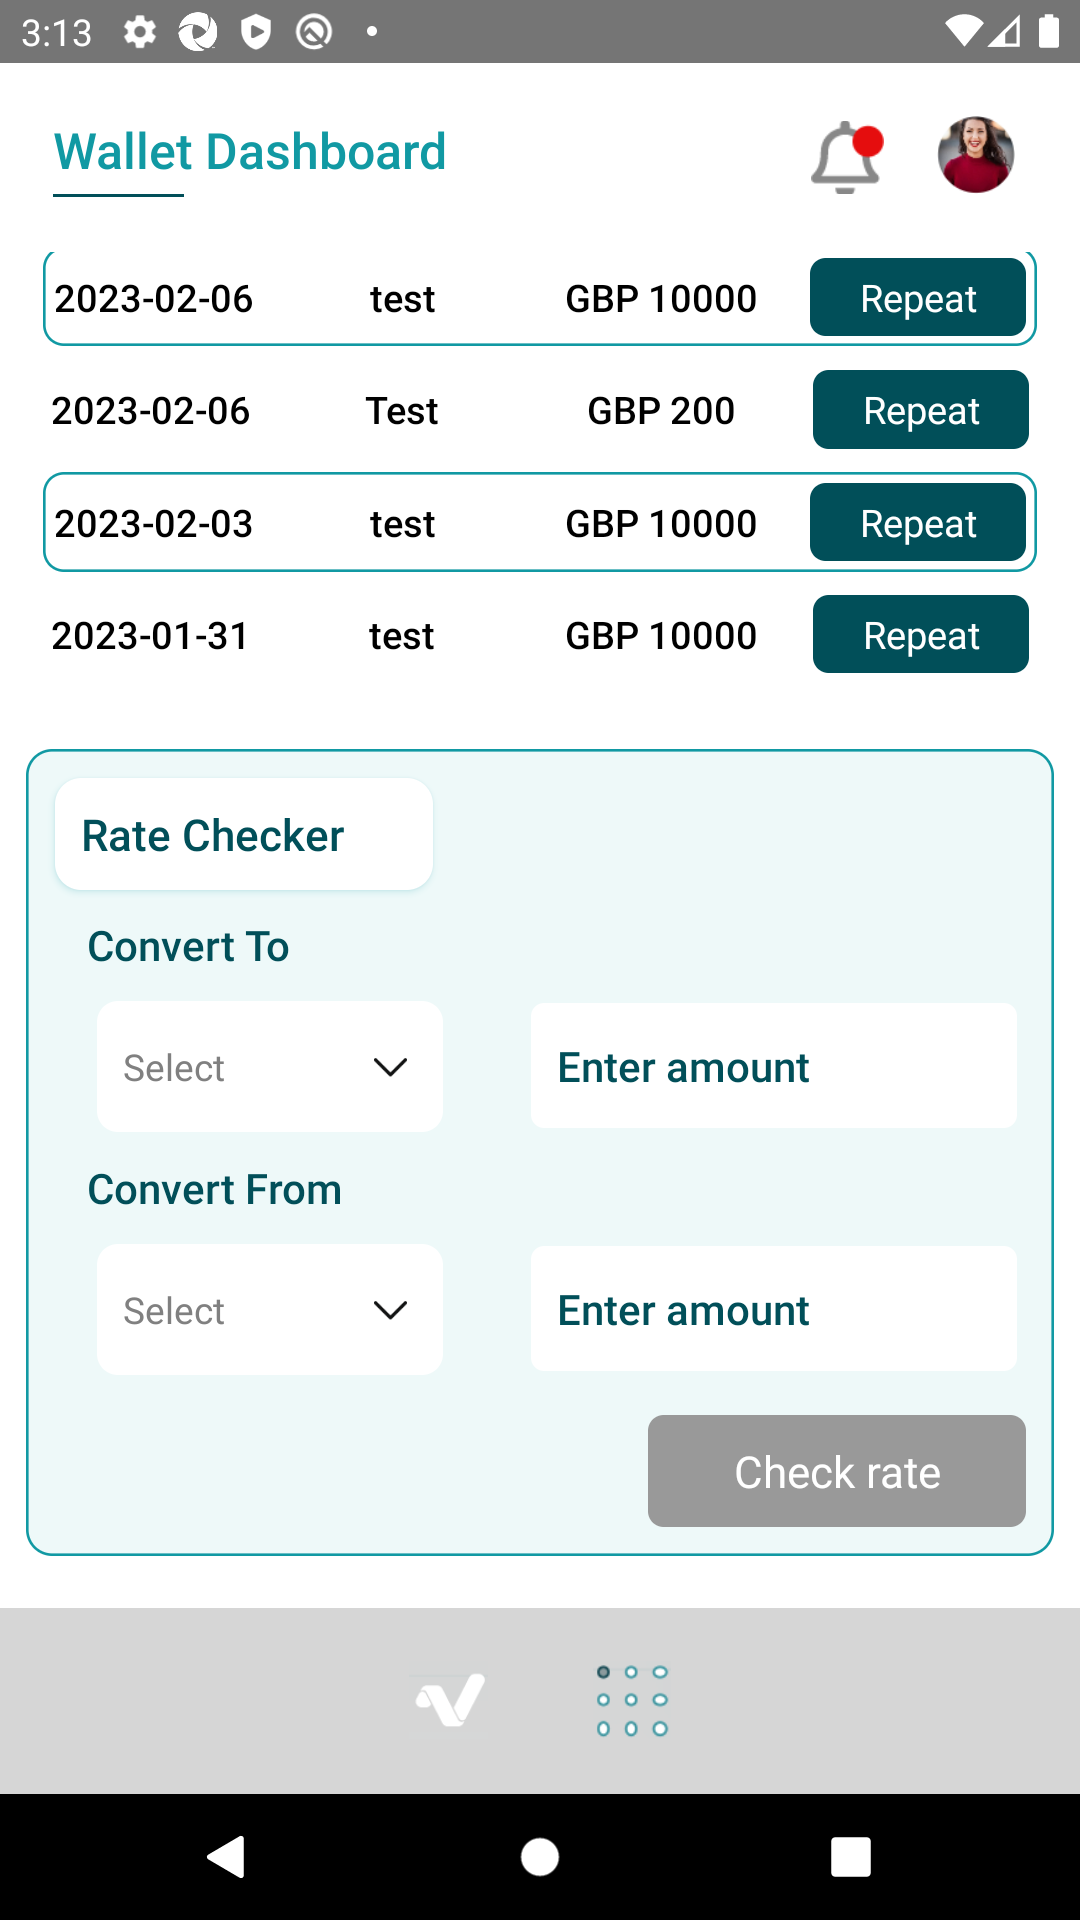 3:13
Wallet Dashboard
2023-02-06 test GBP 10000 Repeat
2023-02-06 Test GBP 200 Repeat
2023-02-03 test GBP 10000 Repeat
2023-01-31 test GBP 10000 Repeat
Rate Checker
Convert To
Select Enter amount
Convert From
Select Enter amount
Check rate